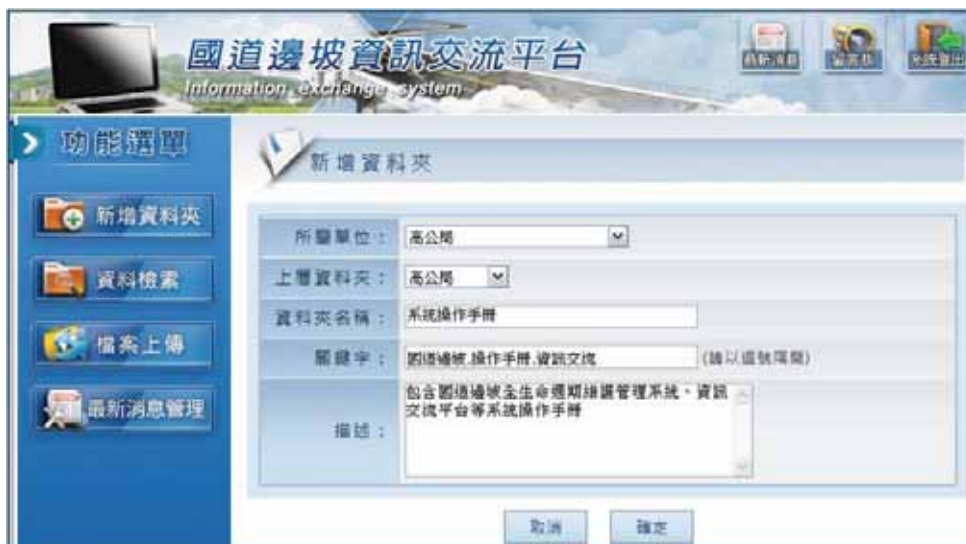 國道邊坡資訊交流平台
Information exchange system
最新消息
留言板
系統登出
功能選單
新增資料夾
資料檢索
檔案上傳
最新消息管理
新增資料夾
所屬單位： 高公局
上層資料夾： 高公局
資料夾名稱： 系統操作手冊
關鍵字： 國道邊坡,操作手冊,資訊交流 (請以逗號隔開)
描述： 包含國道邊坡全生命週期維護管理系統、資訊
交流平台等系統操作手冊
取消
確定